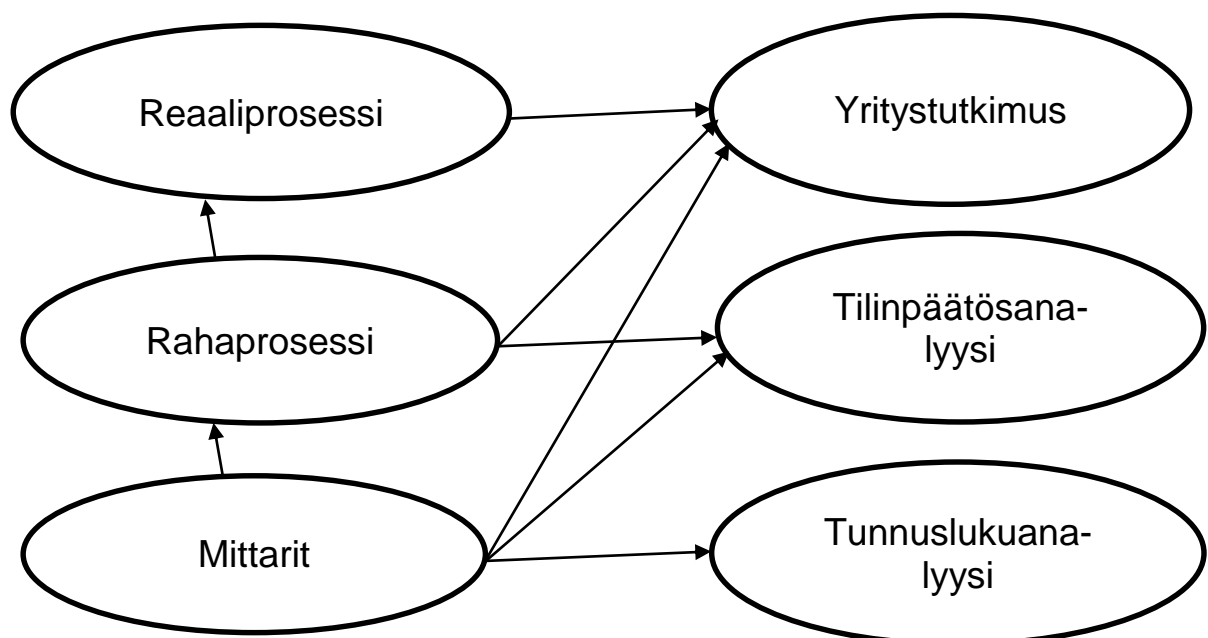 Reaaliprosessi
Yritystutkimus
Rahaprosessi
Tilinpäätösana-
lyysi
Mittarit
Tunnuslukuana-
lyysi